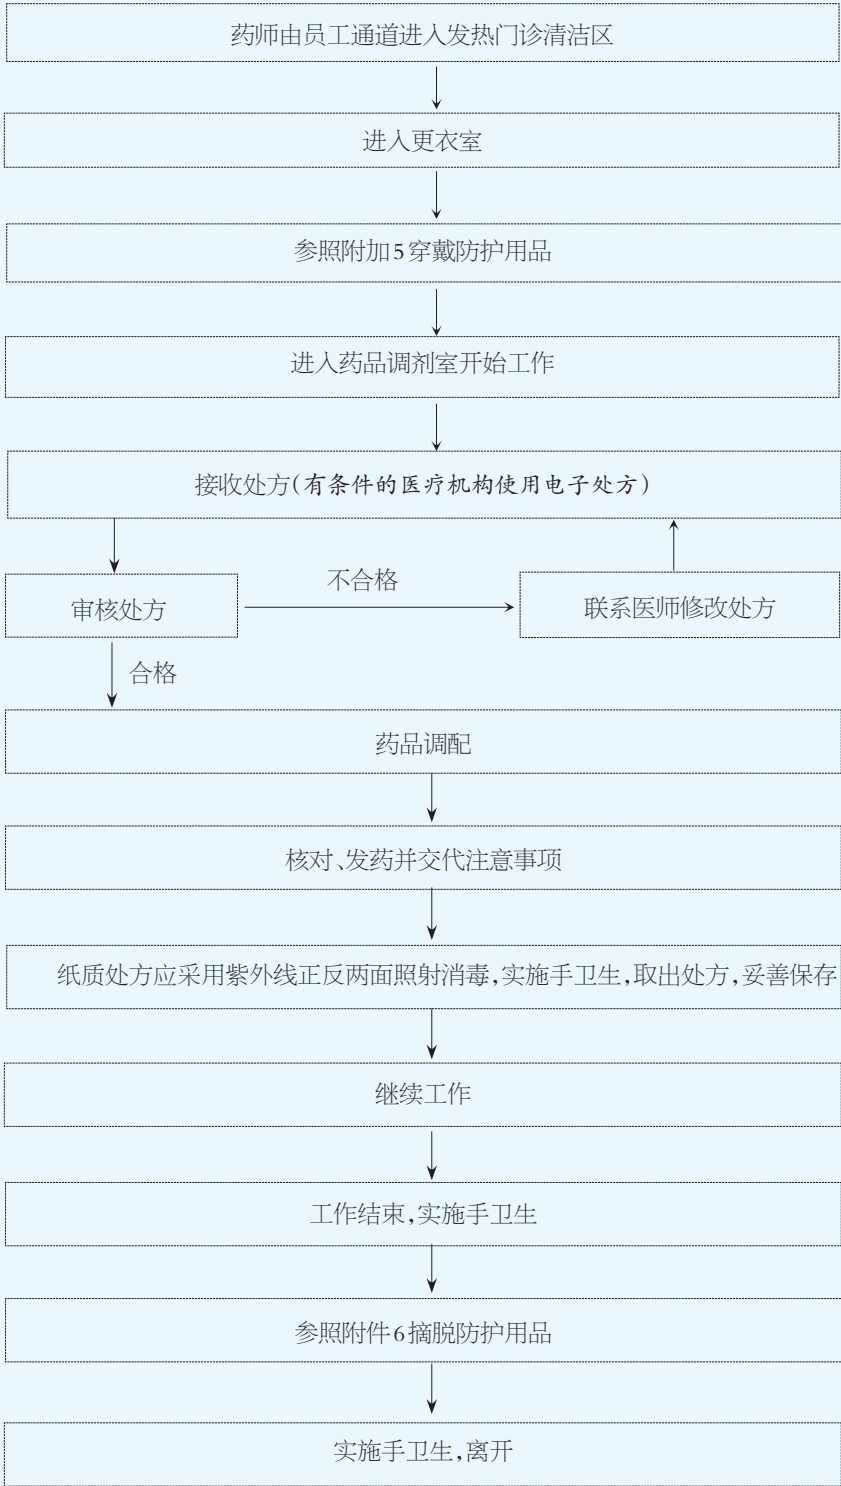 药师由员工通道进入发热门诊清洁区
进入更衣室
参照附加5穿戴防护用品
进入药品调剂室开始工作
接收处方(有条件的医疗机构使用电子处方)
不合格
审核处方
联系医师修改处方
合格
药品调配
核对、发药并交代注意事项
纸质处方应采用紫外线正反两面照射消毒,实施手卫生,取出处方,妥善保存
继续工作
工作结束,实施手卫生
参照附件6摘脱防护用品
实施手卫生,离开